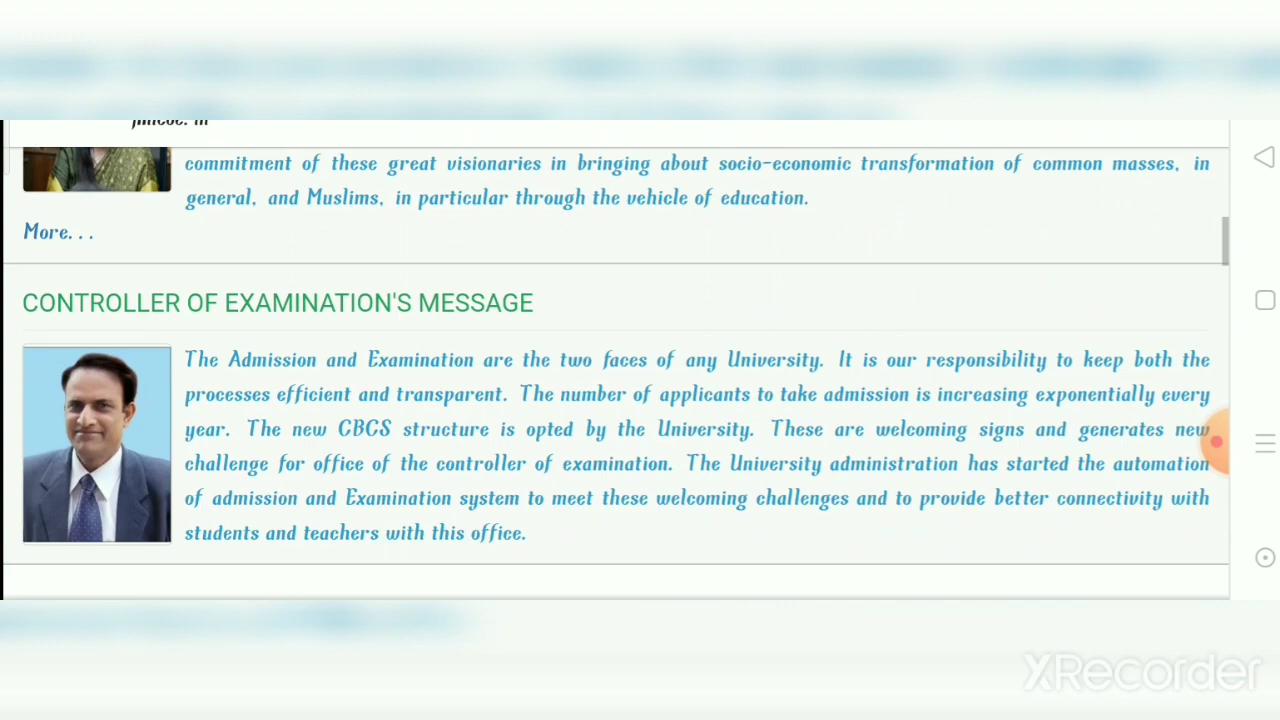 jmicoe. in
commitment of these great visionaries in bringing about socio-economic transformation of common masses, in
general, and Muslims, in particular through the vehicle of education.
More. . .
CONTROLLER OF EXAMINATION'S MESSAGE
The Admission and Examination are the two faces of any University. It is our responsibility to keep both the
processes efficient and transparent. The number of applicants to take admission is increasing exponentially every
year. The new CBCS structure is opted by the University. These are welcoming signs and generates new
challenge for office of the controller of examination. The University administration has started the automation
of admission and Examination system to meet these welcoming challenges and to provide better connectivity with
students and teachers with this office.
XRecorder